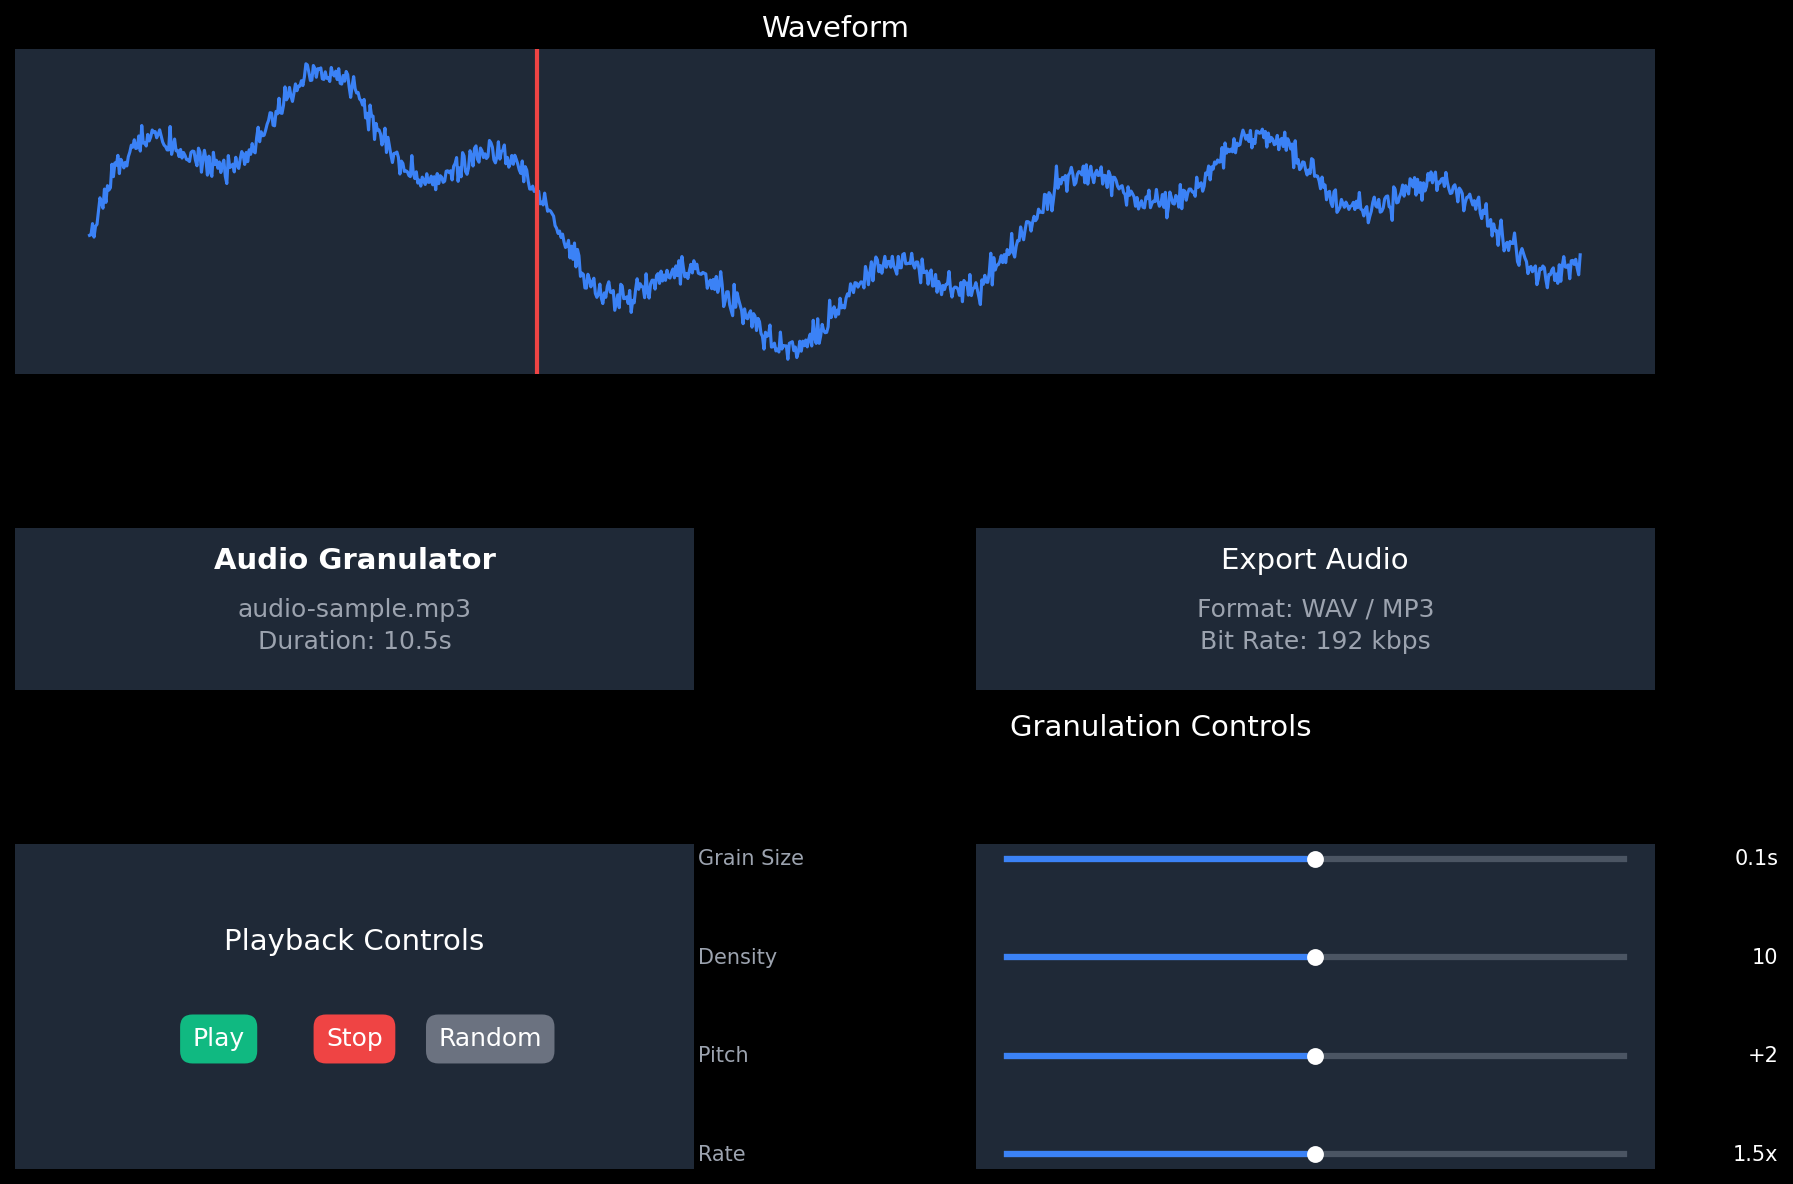 Waveform
Audio Granulator
audio-sample.mp3
Duration: 10.5s
Export Audio
Format: WAV / MP3
Bit Rate: 192 kbps
Granulation Controls
Playback Controls
Play
Stop
Random
Grain Size
0.1s
Density
10
Pitch
+2
Rate
1.5x